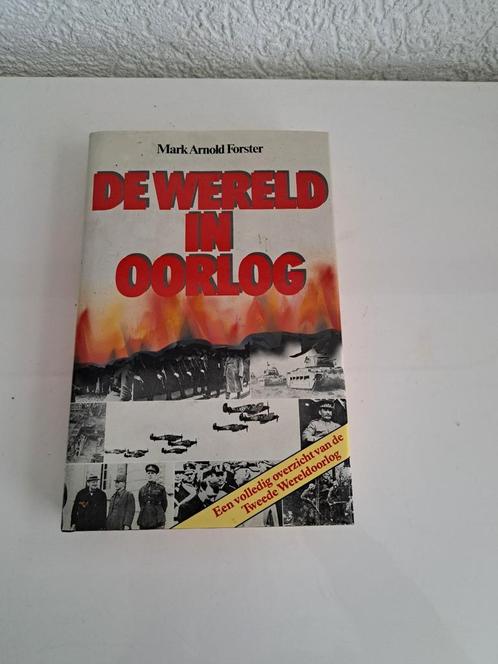 Mark Arnold Forster
DE WERELD
IN
OORLOG
Een volledig overzicht van de
Tweede Wereldoorlog